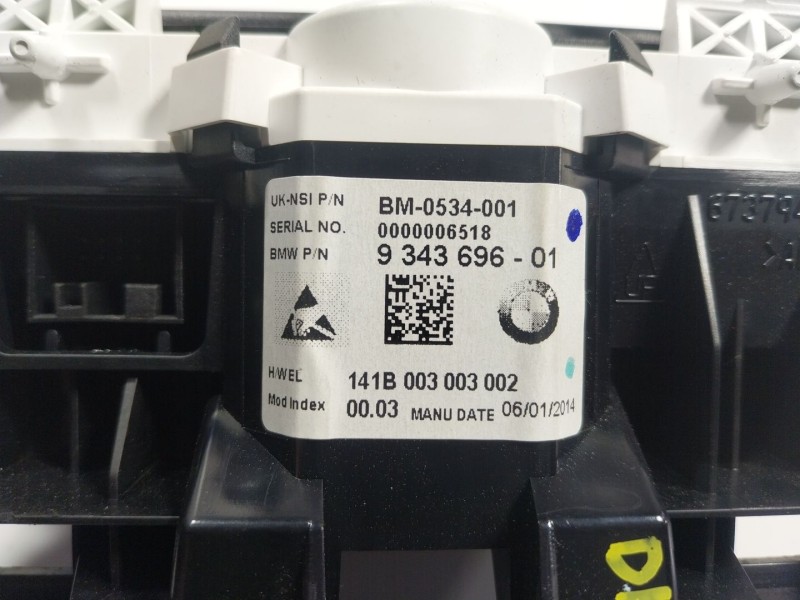 UK-NSI P/N BM-0534-001
SERIAL NO. 0000006518
BMW P/N 9 343 696 - 01
H/WEL 141B 003 003 002
Mod Index 00.03 MANU DATE 06/01/2014